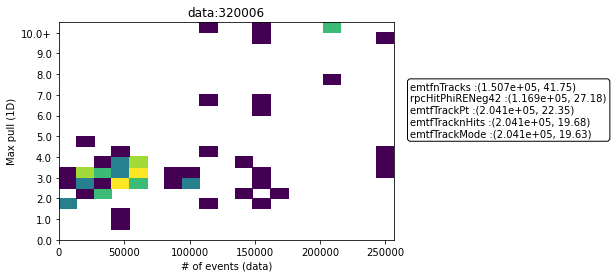 data:320006
10.0+
9.0
8.0
7.0
6.0
5.0
4.0
3.0
2.0
1.0
0.0
Max pull (1D)
0
50000
100000
150000
200000
250000
# of events (data)
emtfnTracks :(1.507e+05, 41.75)
rpcHitPhiRENeg42 :(1.169e+05, 27.18)
emtfTrackPt :(2.041e+05, 22.35)
emtfTracknHits :(2.041e+05, 19.68)
emtfTrackMode :(2.041e+05, 19.63)